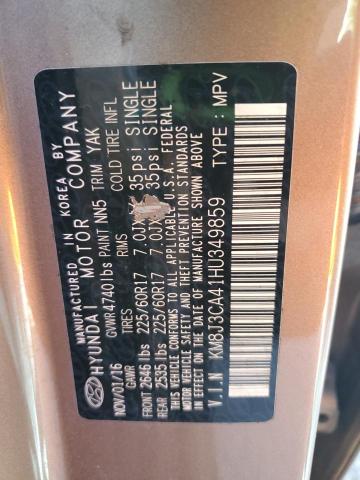 MANUFACTURED IN KOREA BY
HYUNDAI MOTOR COMPANY
NOV/01/16 GVWR 4740lbs PAINT NN5 TRIM YAK
GAWR TIRES RIMS COLD TIRE INFL
FRONT 2646 lbs 225/60R17 7.0JX 35psi SINGLE
REAR 2535 lbs 225/60R17 7.0JX 35psi SINGLE
THIS VEHICLE CONFORMS TO ALL APPLICABLE U.S.A. FEDERAL
MOTOR VEHICLE SAFETY AND THEFT PREVENTION STANDARDS
IN EFFECT ON THE DATE OF MANUFACTURE SHOWN ABOVE
V.I.N : KM8J3CA41HU349859 TYPE : MPV